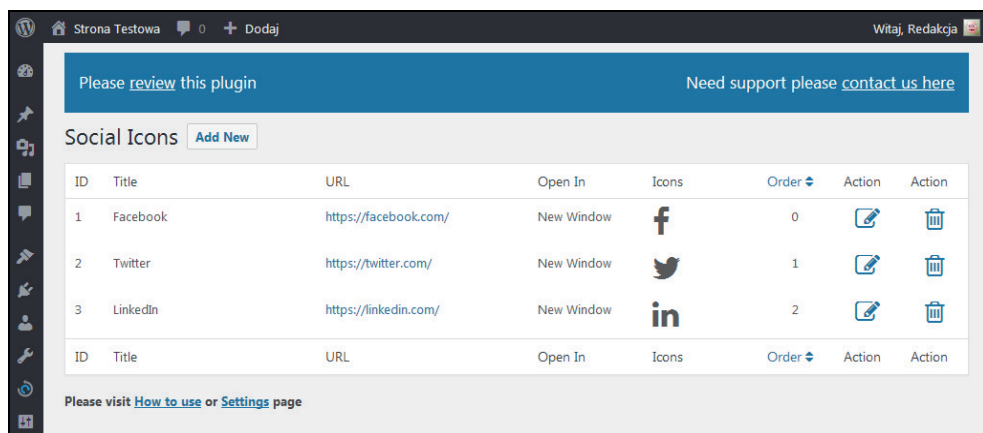 Strona Testowa 0 + Dodaj Witaj, Redakcja
Please review this plugin Need support please contact us here
Social Icons Add New
ID Title URL Open In Icons Order Action Action
1 Facebook https://facebook.com/ New Window 0
2 Twitter https://twitter.com/ New Window 1
3 LinkedIn https://linkedin.com/ New Window in 2
ID Title URL Open In Icons Order Action Action
Please visit How to use or Settings page